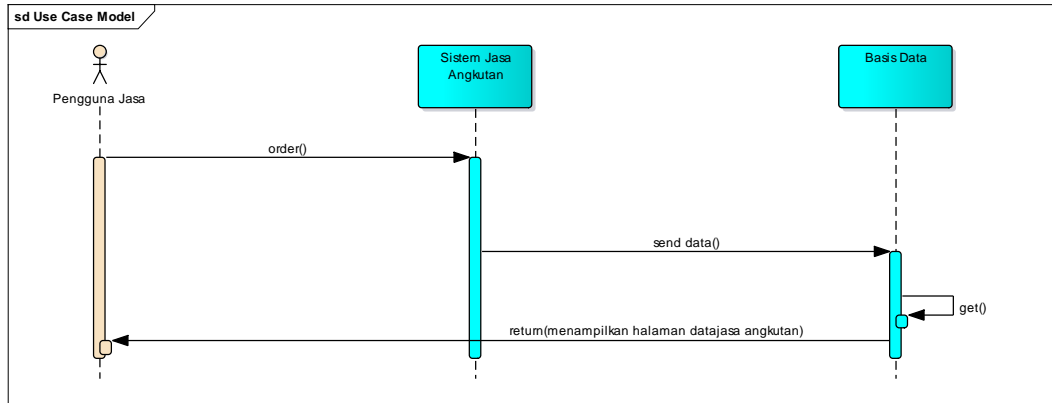 sd Use Case Model
Pengguna Jasa
Sistem Jasa
Angkutan
Basis Data
order()
send data()
get()
return(menampilkan halaman datajasa angkutan)